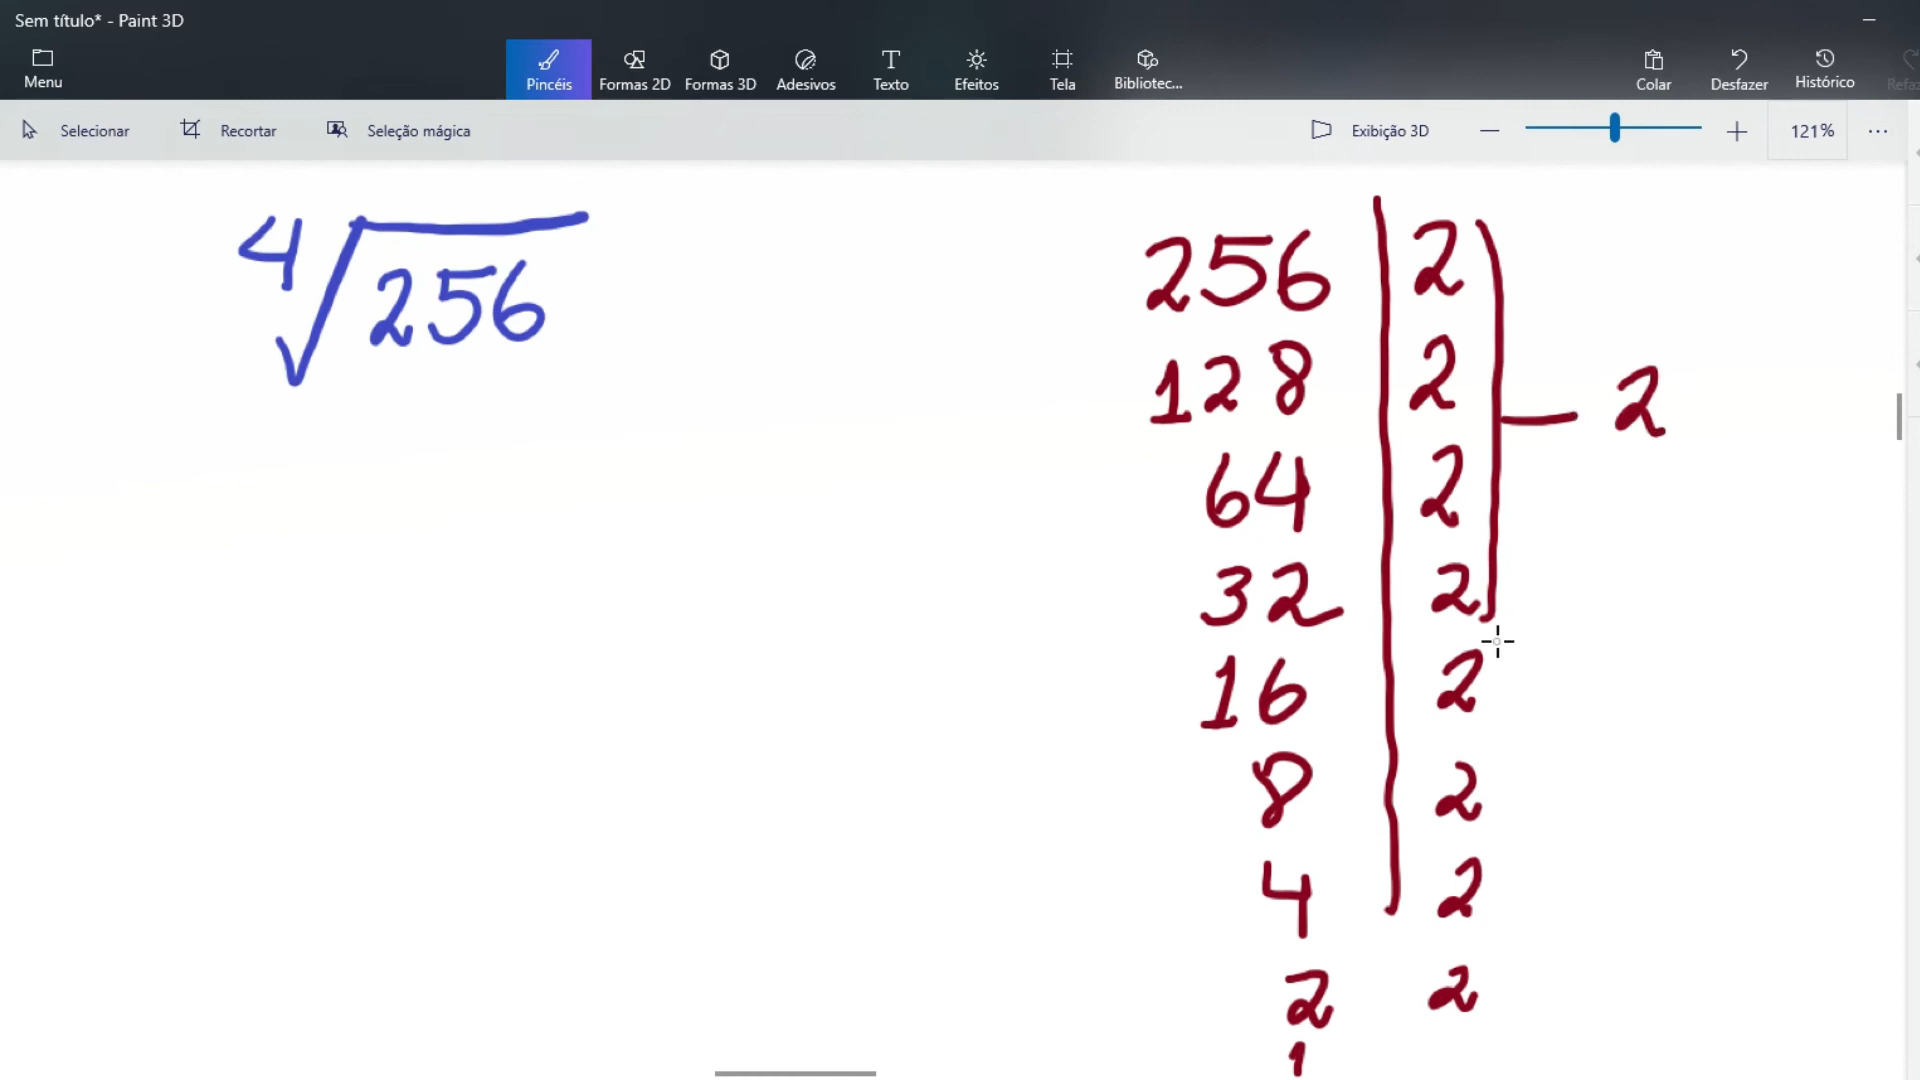 Sem título* - Paint 3D
Menu
Pincéis Formas 2D Formas 3D Adesivos Texto Efeitos Tela Bibliotec... Colar Desfazer Histórico
Selecionar Recortar Seleção mágica Exibição 3D 121%
4√256
256 | 2
128 | 2 — 2
64 | 2
32 | 2
16 | 2
8 | 2
4 | 2
2 2
1